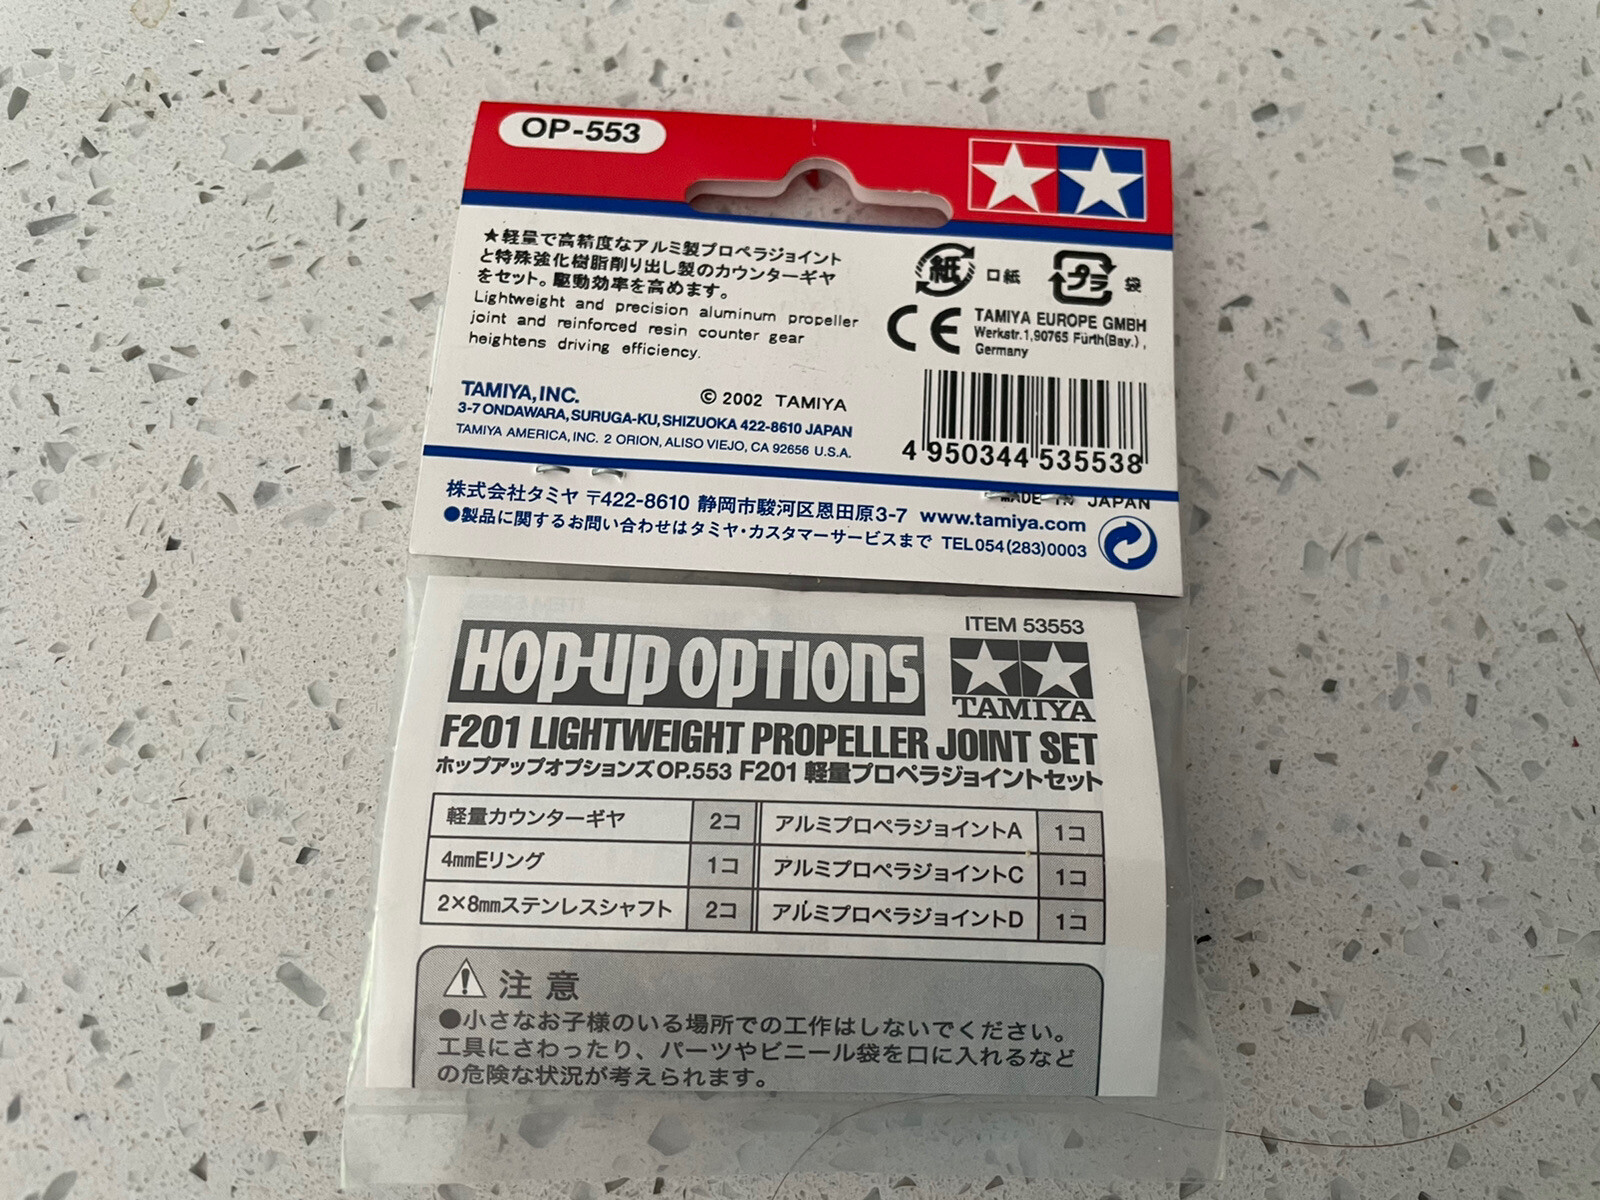 OP-553
★軽量で高精度なアルミ製プロペラジョイント
と特殊強化樹脂削り出し製のカウンターギヤ
をセット。駆動効率を高めます。
Lightweight and precision aluminum propeller
joint and reinforced resin counter gear
heightens driving efficiency.
紙 口紙 プラ 袋
CE TAMIYA EUROPE GMBH
Werkstr.1,90765 Fürth(Bay.),
Germany
TAMIYA,INC. © 2002 TAMIYA
3-7 ONDAWARA, SURUGA-KU, SHIZUOKA 422-8610 JAPAN
TAMIYA AMERICA, INC. 2 ORION, ALISO VIEJO, CA 92656 U.S.A.
4 950344 535538
MADE IN JAPAN
株式会社タミヤ 〒422-8610 静岡市駿河区恩田原3-7 www.tamiya.com
●製品に関するお問い合わせはタミヤ・カスタマーサービスまで TEL054(283)0003
ITEM 53553
HOP-UP OPTIONS
TAMIYA
F201 LIGHTWEIGHT PROPELLER JOINT SET
ホップアップオプションズOP.553 F201 軽量プロペラジョイントセット
軽量カウンターギヤ 2コ アルミプロペラジョイントA 1コ
4mmEリング 1コ アルミプロペラジョイントC 1コ
2×8mmステンレスシャフト 2コ アルミプロペラジョイントD 1コ
注意
●小さなお子様のいる場所での工作はしないでください。
工具にさわったり、パーツやビニール袋を口に入れるなど
の危険な状況が考えられます。